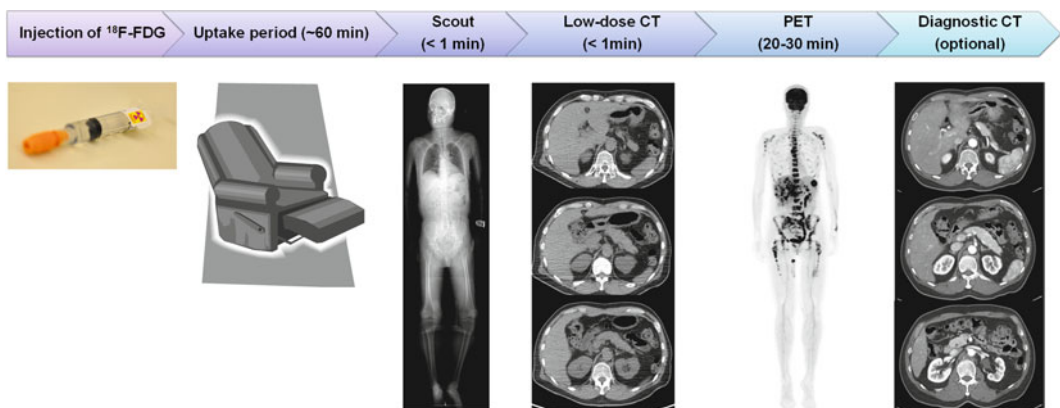 Injection of ¹⁸F-FDG
Uptake period (~60 min)
Scout
(< 1 min)
Low-dose CT
(< 1min)
PET
(20-30 min)
Diagnostic CT
(optional)